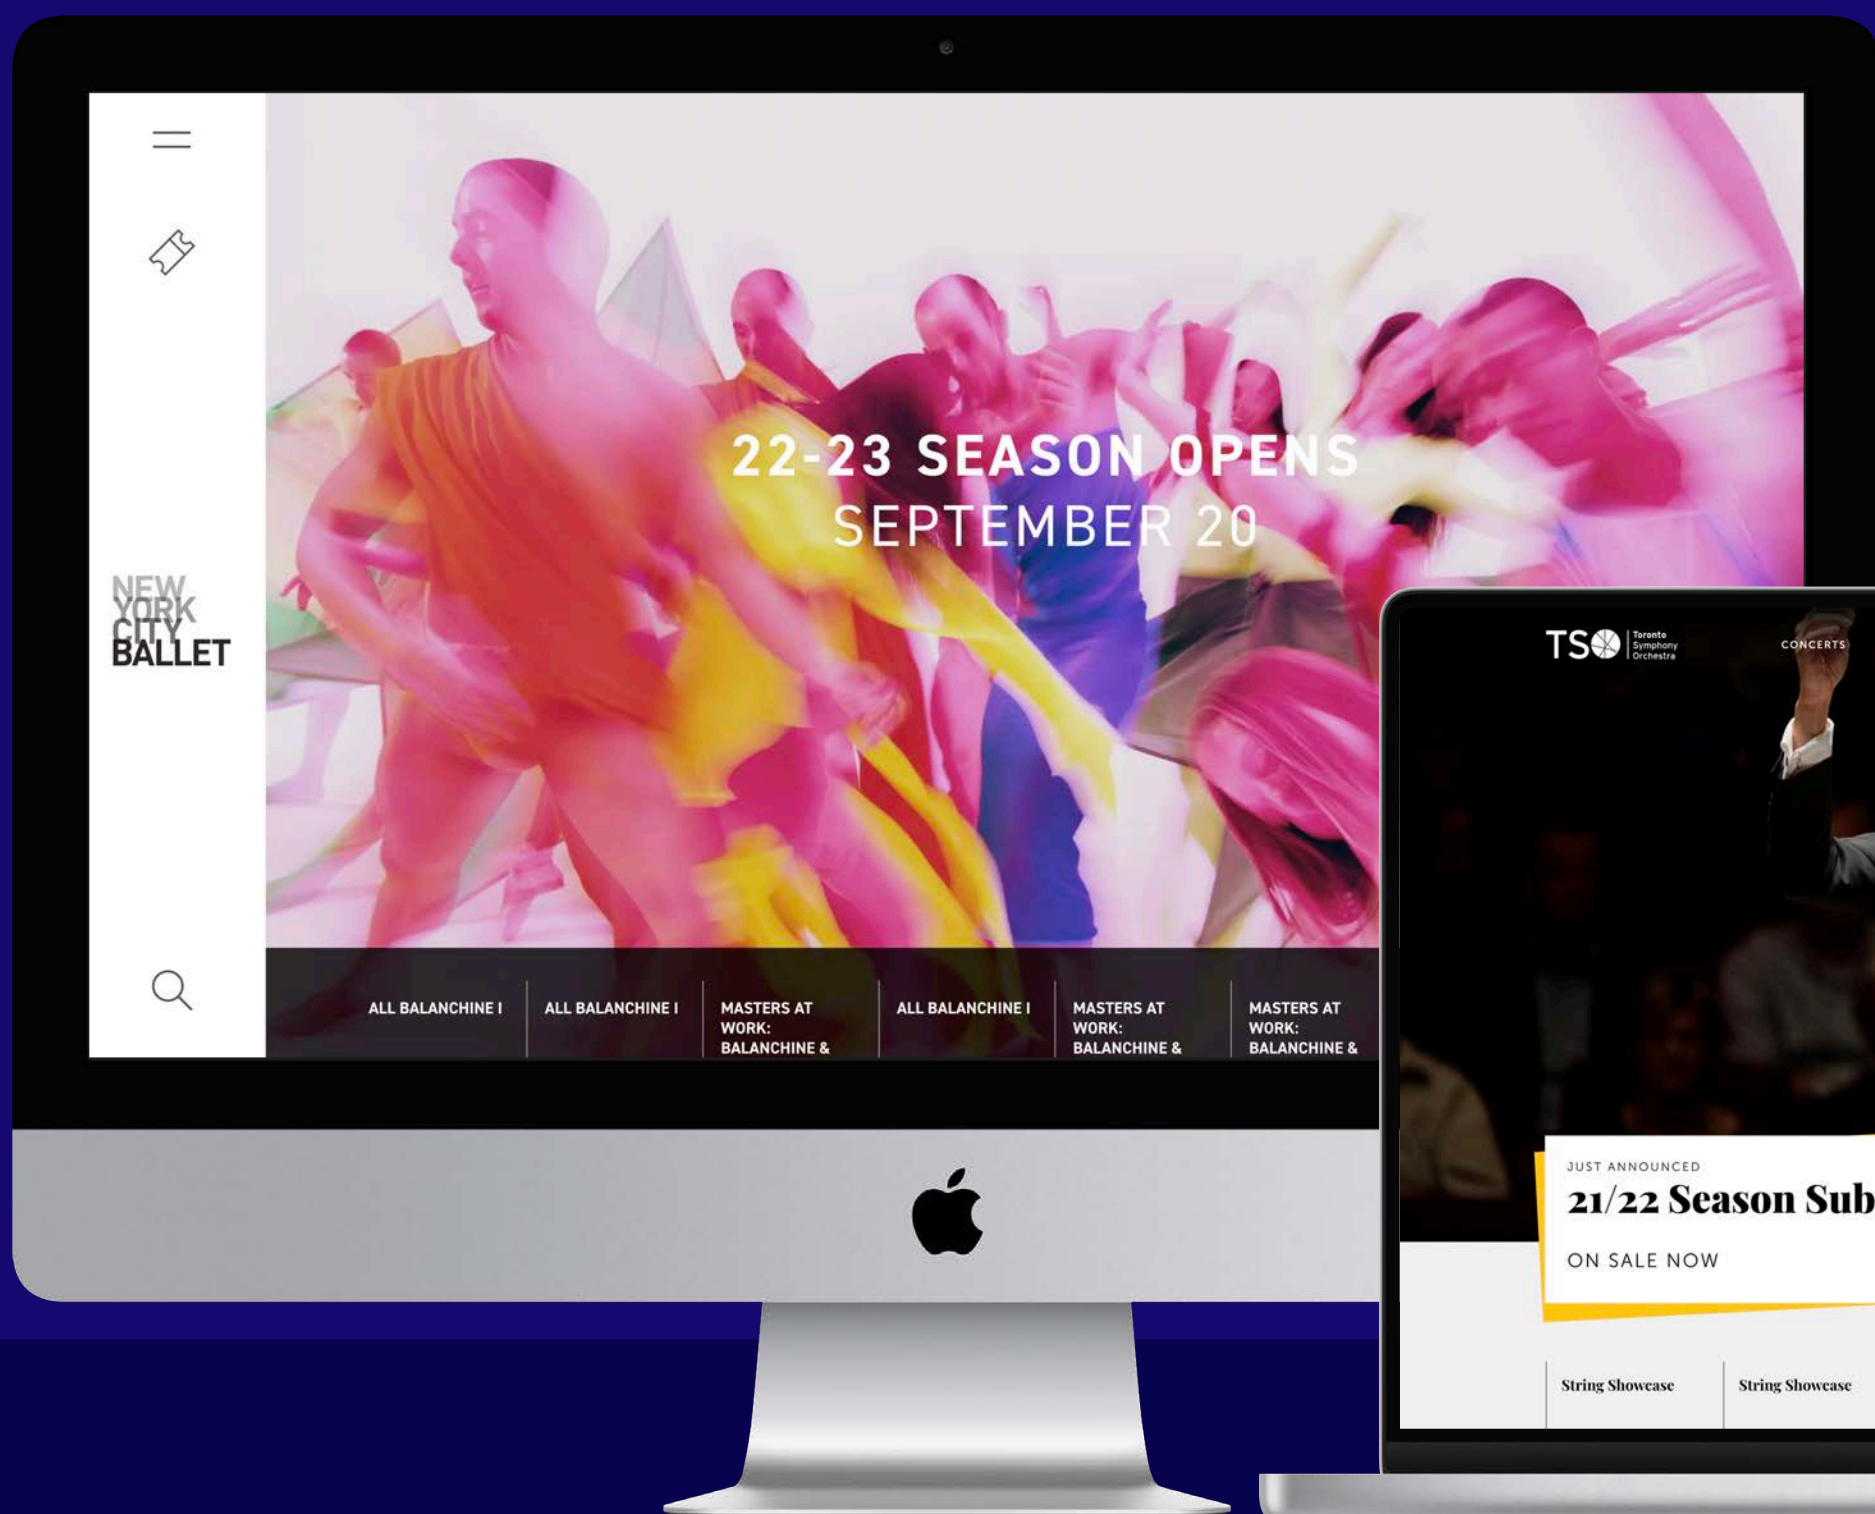 22-23 SEASON OPENS
SEPTEMBER 20
NEW
YORK
CITY
BALLET
ALL BALANCHINE I
ALL BALANCHINE I
MASTERS AT
WORK:
BALANCHINE &
ALL BALANCHINE I
MASTERS AT
WORK:
BALANCHINE &
MASTERS AT
WORK:
BALANCHINE &
TSO
Toronto
Symphony
Orchestra
CONCERTS
JUST ANNOUNCED
21/22 Season Sub
ON SALE NOW
String Showcase
String Showcase